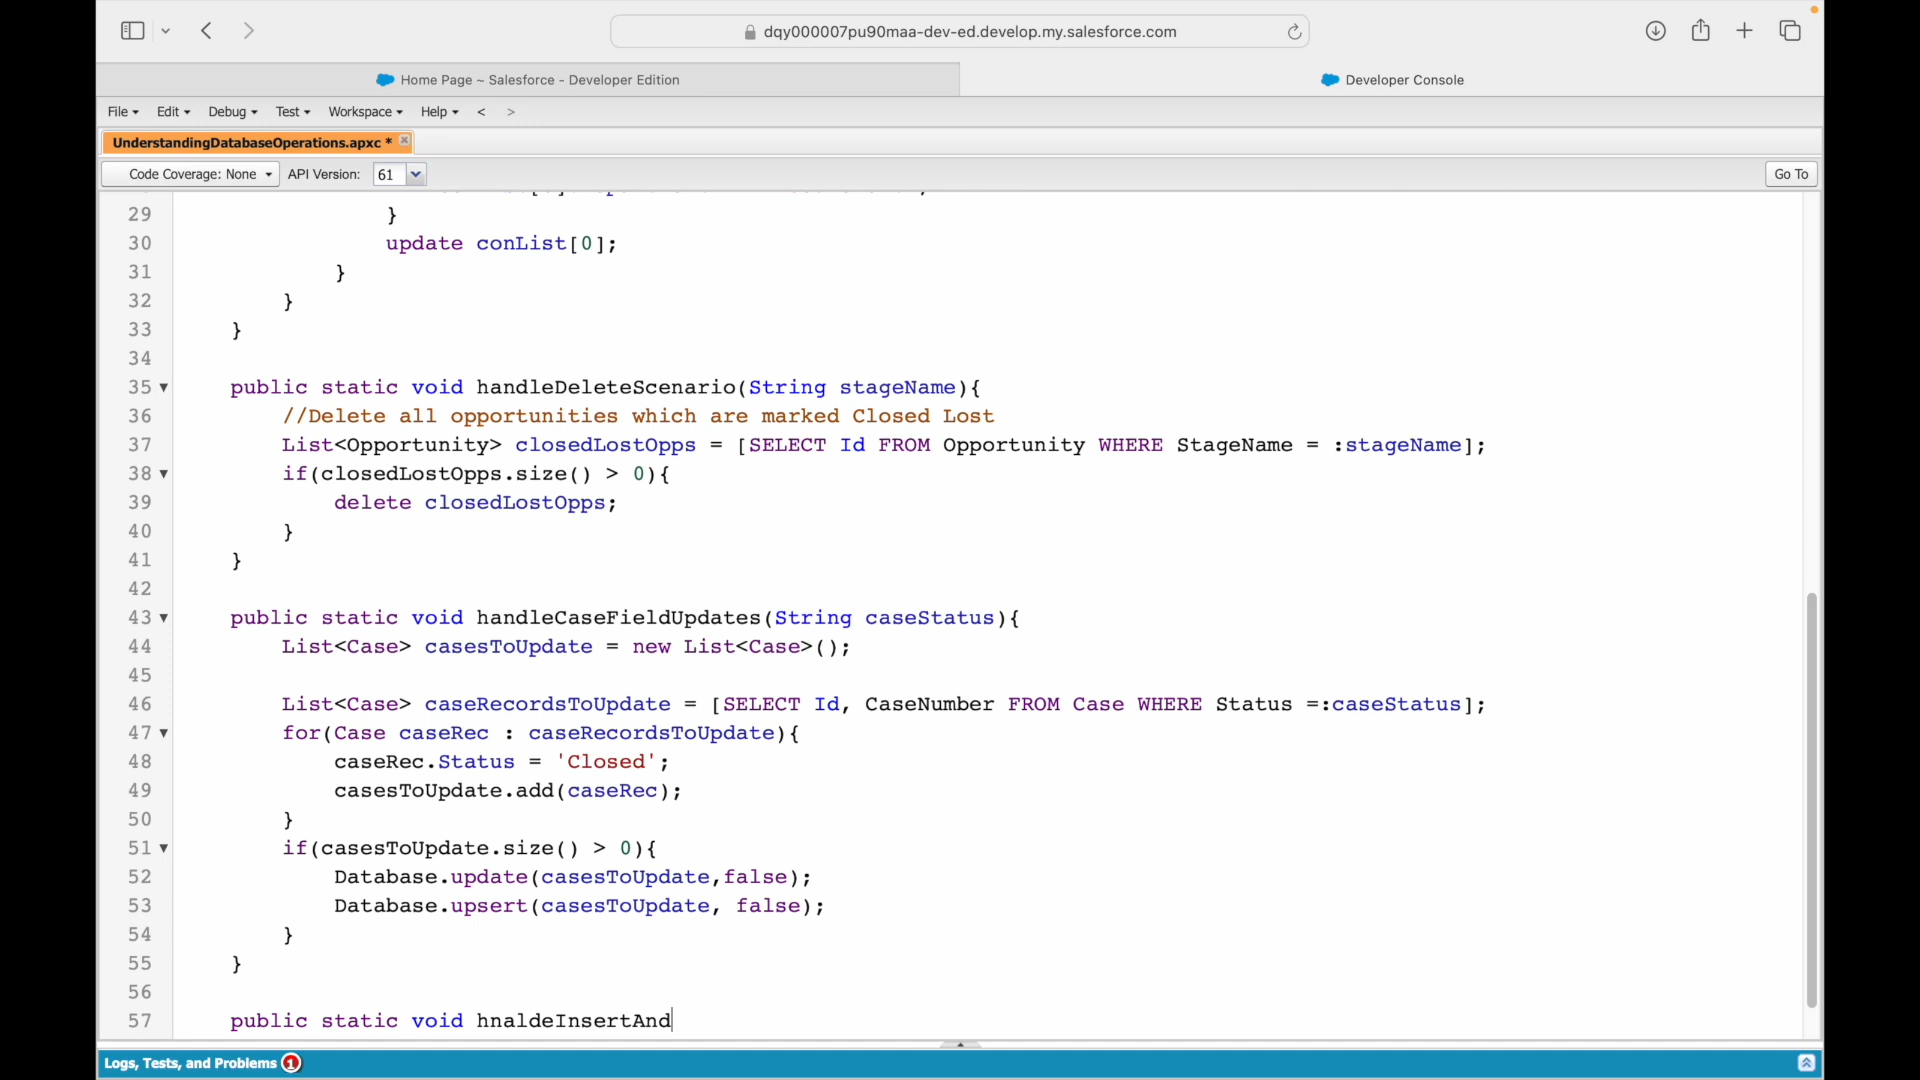 dqy000007pu90maa-dev-ed.develop.my.salesforce.com
Home Page ~ Salesforce - Developer Edition
Developer Console
File Edit Debug Test Workspace Help < >
UnderstandingDatabaseOperations.apxc *
Code Coverage: None API Version: 61 Go To
29 }
30 update conList[0];
31 }
32 }
33 }
34
35 public static void handleDeleteScenario(String stageName){
36 //Delete all opportunities which are marked Closed Lost
37 List<Opportunity> closedLostOpps = [SELECT Id FROM Opportunity WHERE StageName = :stageName];
38 if(closedLostOpps.size() > 0){
39 delete closedLostOpps;
40 }
41 }
42
43 public static void handleCaseFieldUpdates(String caseStatus){
44 List<Case> casesToUpdate = new List<Case>();
45
46 List<Case> caseRecordsToUpdate = [SELECT Id, CaseNumber FROM Case WHERE Status =:caseStatus];
47 for(Case caseRec : caseRecordsToUpdate){
48 caseRec.Status = 'Closed';
49 casesToUpdate.add(caseRec);
50 }
51 if(casesToUpdate.size() > 0){
52 Database.update(casesToUpdate,false);
53 Database.upsert(casesToUpdate, false);
54 }
55 }
56
57 public static void hnaldeInsertAnd
Logs, Tests, and Problems 1